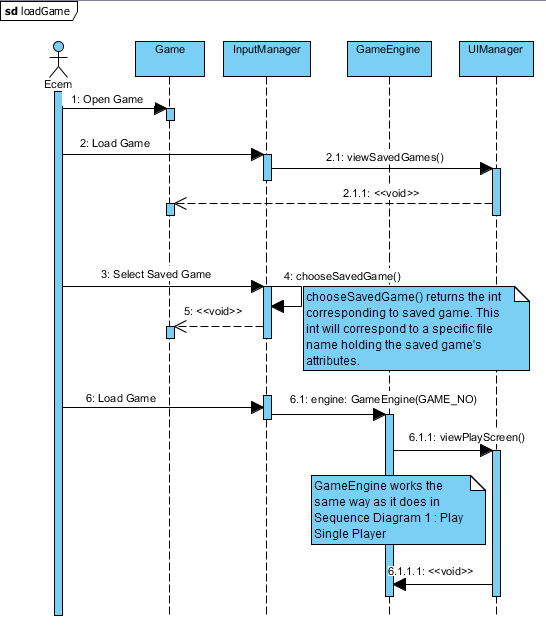 sd loadGame
Game
InputManager
GameEngine
UIManager
Ecem
1: Open Game
2: Load Game
2.1: viewSavedGames()
2.1.1: <<void>>
3: Select Saved Game
4: chooseSavedGame()
chooseSavedGame() returns the int
corresponding to saved game. This
int will correspond to a specific file
name holding the saved game's
attributes.
5: <<void>>
6: Load Game
6.1: engine: GameEngine(GAME_NO)
6.1.1: viewPlayScreen()
GameEngine works the
same way as it does in
Sequence Diagram 1 : Play
Single Player
6.1.1.1: <<void>>